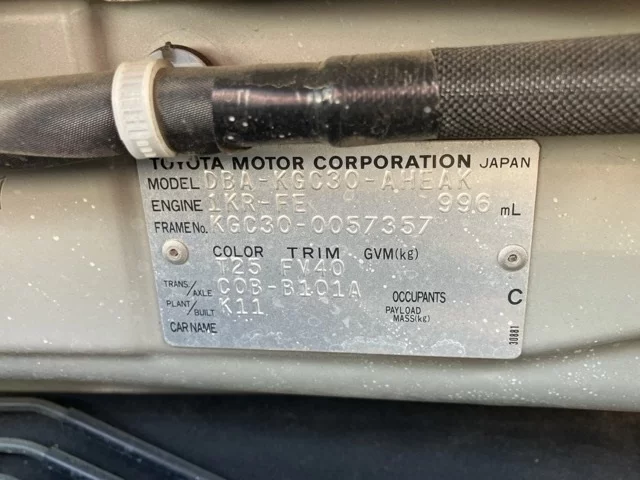 TOYOTA MOTOR CORPORATION JAPAN
MODEL DBA-KGC30-AHEAK
ENGINE 1KR-FE 996 mL
FRAME No. KGC30-0057357
COLOR TRIM GVM(kg)
T25 FV40
TRANS/AXLE C0B-B101A OCCUPANTS C
PLANT/BUILT K11 PAYLOAD MASS(kg)
CAR NAME
30881